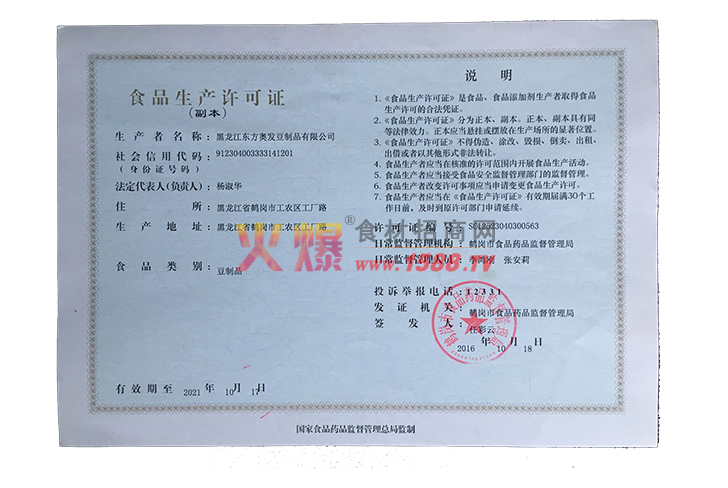 食品生产许可证
(副本)
生产者名称: 黑龙江东方奥发豆制品有限公司
社会信用代码: 912304003333141201
(身份证号码)
法定代表人(负责人): 杨淑华
住所: 黑龙江省鹤岗市工农区工厂路
生产地址: 黑龙江省鹤岗市工农区工厂路
食品类别: 豆制品
有效期至 2021 年 10 月 17 日
说明
1.《食品生产许可证》是食品、食品添加剂生产者取得食品
生产许可的合法凭证。
2.《食品生产许可证》分为正本、副本。正本、副本具有同
等法律效力。正本应当悬挂或摆放在生产场所的显著位置。
3.《食品生产许可证》不得伪造、涂改、毁损、倒卖、出租、
出借或者以其他形式非法转让。
4. 食品生产者应当在核准的许可范围内开展食品生产活动。
5. 食品生产者应当接受食品安全监督管理部门的监督管理。
6. 食品生产者改变许可事项应当申请变更食品生产许可。
7. 食品生产者应当在《食品生产许可证》有效期届满30个工
作日前,及时到原许可部门申请延续。
许可证编号: SC12523040300563
日常监督管理机构: 鹤岗市食品药品监督管理局
日常监督管理人员: 张安莉
投诉举报电话: 12331
发证机关: 鹤岗市食品药品监督管理局
签发人: 任彩云
2016 年 10 月 18 日
国家食品药品监督管理总局监制
火爆®食材招商网
www.1588.TV